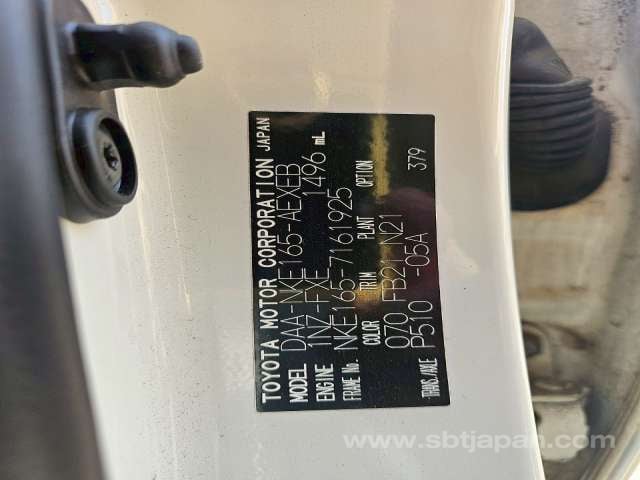 TOYOTA MOTOR CORPORATION JAPAN
MODEL DAA-NKE165-AEXEB
ENGINE 1NZ-FXE 1496 mL
FRAME No. NKE165-7161925
COLOR TRIM PLANT OPTION
070 FB21 N21
TRANS./AXLE P510 -05A 379
www.sbtjapan.com